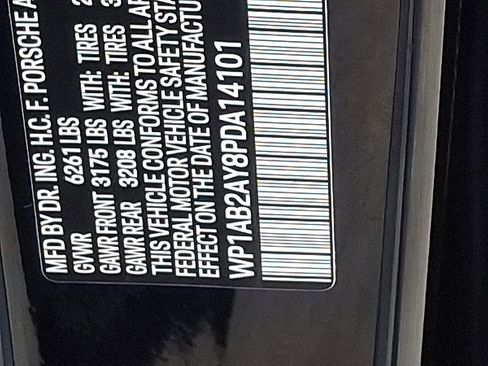 MFD BY DR. ING. H.C. F. PORSCHE A
GVWR 6261 LBS
GAWR FRONT 3175 LBS WITH: TIRES 2
GAWR REAR 3208 LBS WITH: TIRES 3
THIS VEHICLE CONFORMS TO ALL AP
FEDERAL MOTOR VEHICLE SAFETY STA
EFFECT ON THE DATE OF MANUFACTU
WP1AB2AY8PDA14101